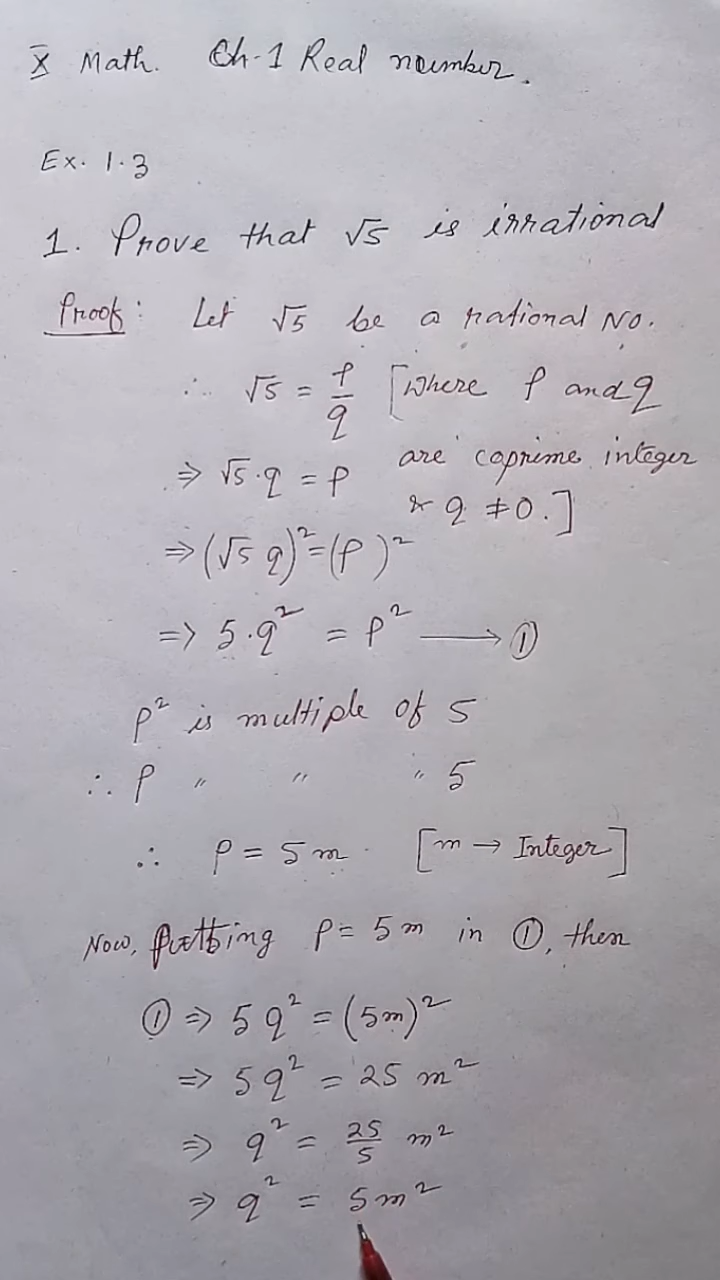 X Math. Ch-1 Real number.
Ex. 1.3
1. Prove that √5 is irrational
Proof: Let √5 be a rational No.
∴ √5 = p/q [where p and q
are coprime integer
& q ≠ 0.]
⇒ √5·q = p
⇒ (√5 q)² = (p)²
⇒ 5·q² = p² ⟶ ①
p² is multiple of 5
∴ p " " " 5
∴ p = 5m [m → Integer]
Now, putting p = 5m in ①, then
① ⇒ 5q² = (5m)²
⇒ 5q² = 25 m²
⇒ q² = 25/5 m²
⇒ q² = 5m²